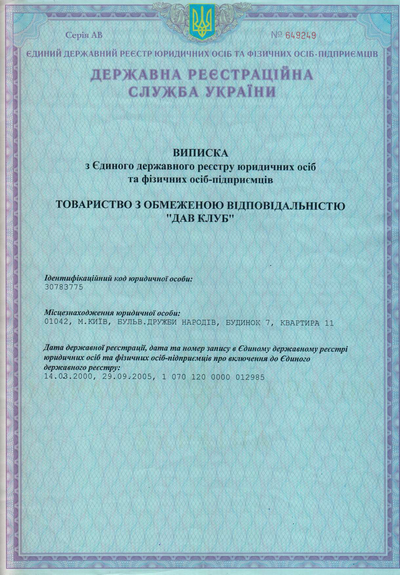 Серія АВ № 649249
ЄДИНИЙ ДЕРЖАВНИЙ РЕЄСТР ЮРИДИЧНИХ ОСІБ ТА ФІЗИЧНИХ ОСІБ-ПІДПРИЄМЦІВ
ДЕРЖАВНА РЕЄСТРАЦІЙНА
СЛУЖБА УКРАЇНИ
ВИПИСКА
з Єдиного державного реєстру юридичних осіб
та фізичних осіб-підприємців
ТОВАРИСТВО З ОБМЕЖЕНОЮ ВІДПОВІДАЛЬНІСТЮ
"ДАВ КЛУБ"
Ідентифікаційний код юридичної особи:
30783775
Місцезнаходження юридичної особи:
01042, М.КИЇВ, БУЛЬВ.ДРУЖБИ НАРОДІВ, БУДИНОК 7, КВАРТИРА 11
Дата державної реєстрації, дата та номер запису в Єдиному державному реєстрі
юридичних осіб та фізичних осіб-підприємців про включення до Єдиного
державного реєстру:
14.03.2000, 29.09.2005, 1 070 120 0000 012985